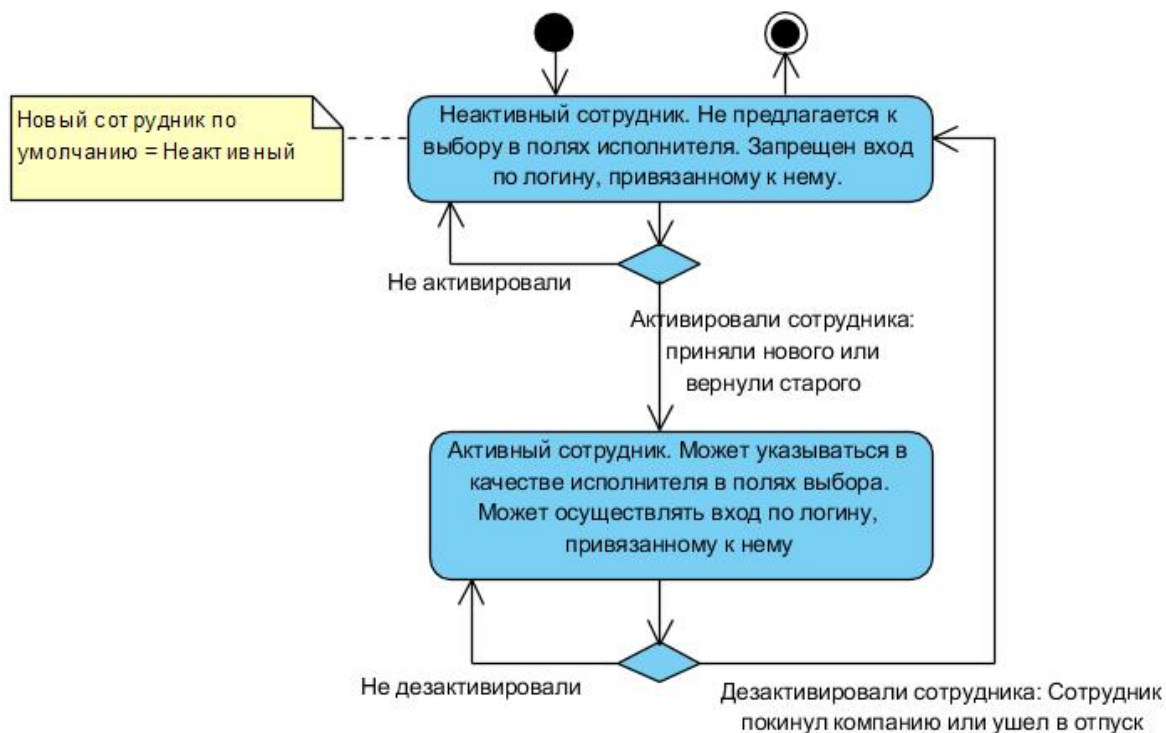 Новый сотрудник по
умолчанию = Неактивный
Неактивный сотрудник. Не предлагается к
выбору в полях исполнителя. Запрещен вход
по логину, привязанному к нему.
Не активировали
Активировали сотрудника:
приняли нового или
вернули старого
Активный сотрудник. Может указываться в
качестве исполнителя в полях выбора.
Может осуществлять вход по логину,
привязанному к нему
Не дезактивировали
Дезактивировали сотрудника: Сотрудник
покинул компанию или ушел в отпуск